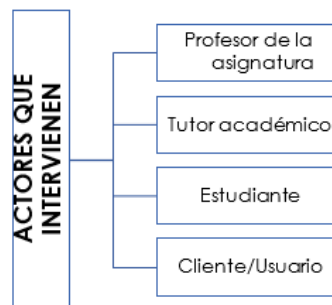 ACTORES QUE
INTERVIENEN
Profesor de la
asignatura
Tutor académico
Estudiante
Cliente/Usuario